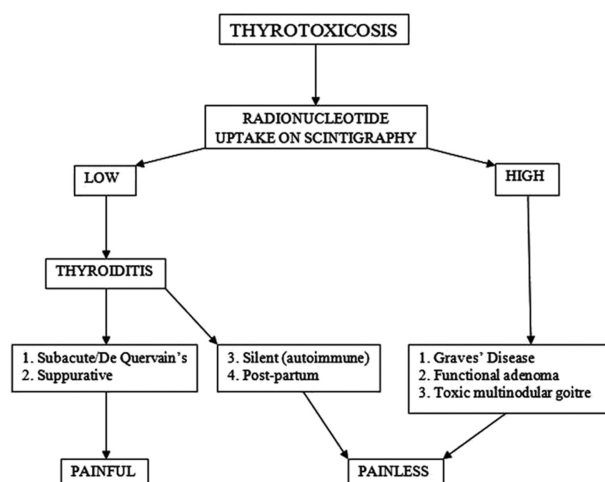 THYROTOXICOSIS
RADIONUCLEOTIDE
UPTAKE ON SCINTIGRAPHY
LOW
HIGH
THYROIDITIS
1. Subacute/De Quervain's
2. Suppurative
3. Silent (autoimmune)
4. Post-partum
1. Graves' Disease
2. Functional adenoma
3. Toxic multinodular goitre
PAINFUL
PAINLESS